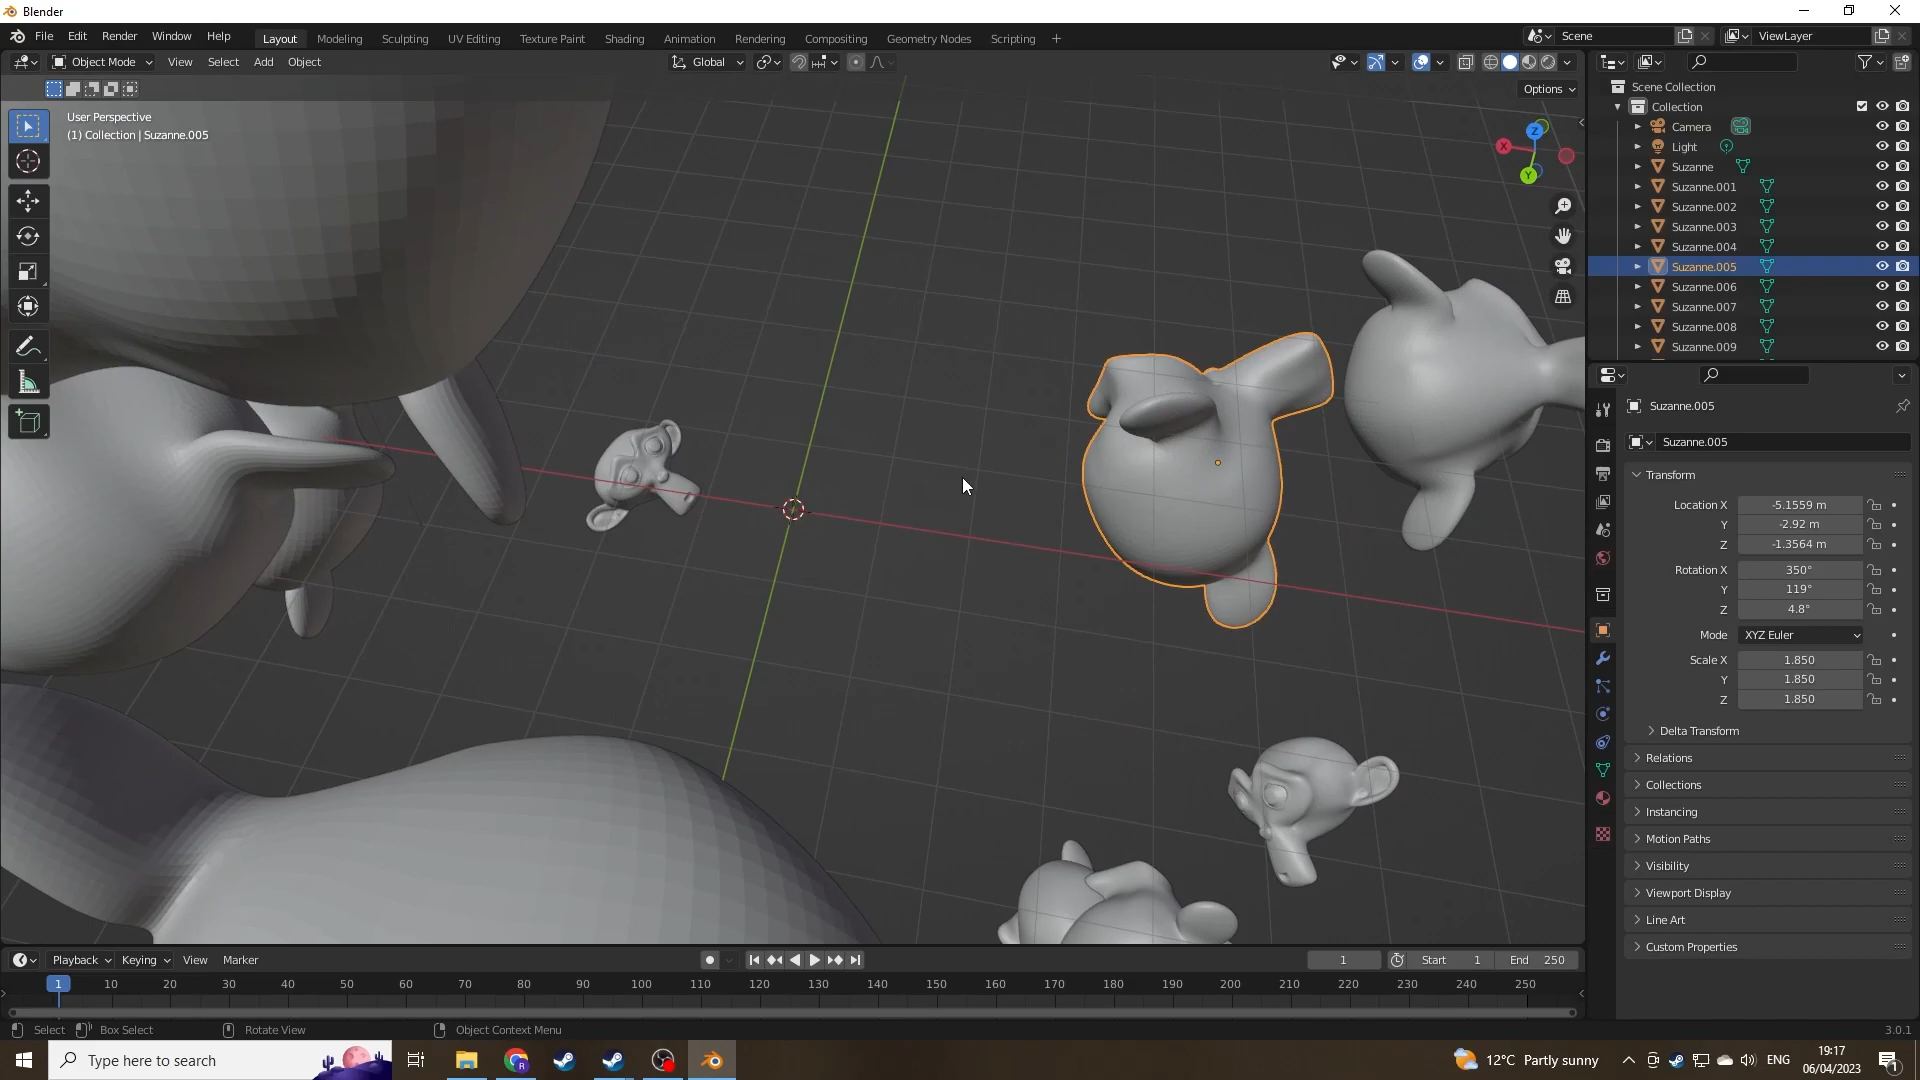 Blender
File Edit Render Window Help Layout Modeling Sculpting UV Editing Texture Paint Shading Animation Rendering Compositing Geometry Nodes Scripting + Scene ViewLayer
Object Mode View Select Add Object Global
Options
User Perspective
(1) Collection | Suzanne.005
X
Y
Z
Scene Collection
Collection
Camera
Light
Suzanne
Suzanne.001
Suzanne.002
Suzanne.003
Suzanne.004
Suzanne.005
Suzanne.006
Suzanne.007
Suzanne.008
Suzanne.009
Suzanne.005
Suzanne.005
Transform
Location X -5.1559 m
Y -2.92 m
Z -1.3564 m
Rotation X 350°
Y 119°
Z 4.8°
Mode XYZ Euler
Scale X 1.850
Y 1.850
Z 1.850
Delta Transform
Relations
Collections
Instancing
Motion Paths
Visibility
Viewport Display
Line Art
Custom Properties
Playback Keying View Marker 1 Start 1 End 250
1 10 20 30 40 50 60 70 80 90 100 110 120 130 140 150 160 170 180 190 200 210 220 230 240 250
Select Box Select Rotate View Object Context Menu 3.0.1
Type here to search
12°C Partly sunny ENG
19:17
06/04/2023
1